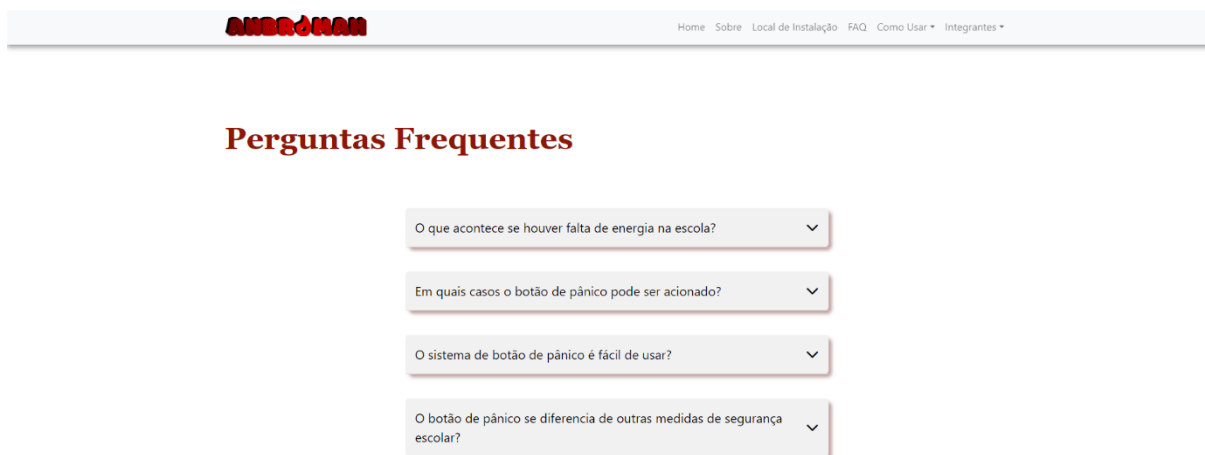 ANDROMAN
Home Sobre Local de Instalação FAQ Como Usar Integrantes
Perguntas Frequentes
O que acontece se houver falta de energia na escola?
Em quais casos o botão de pânico pode ser acionado?
O sistema de botão de pânico é fácil de usar?
O botão de pânico se diferencia de outras medidas de segurança
escolar?